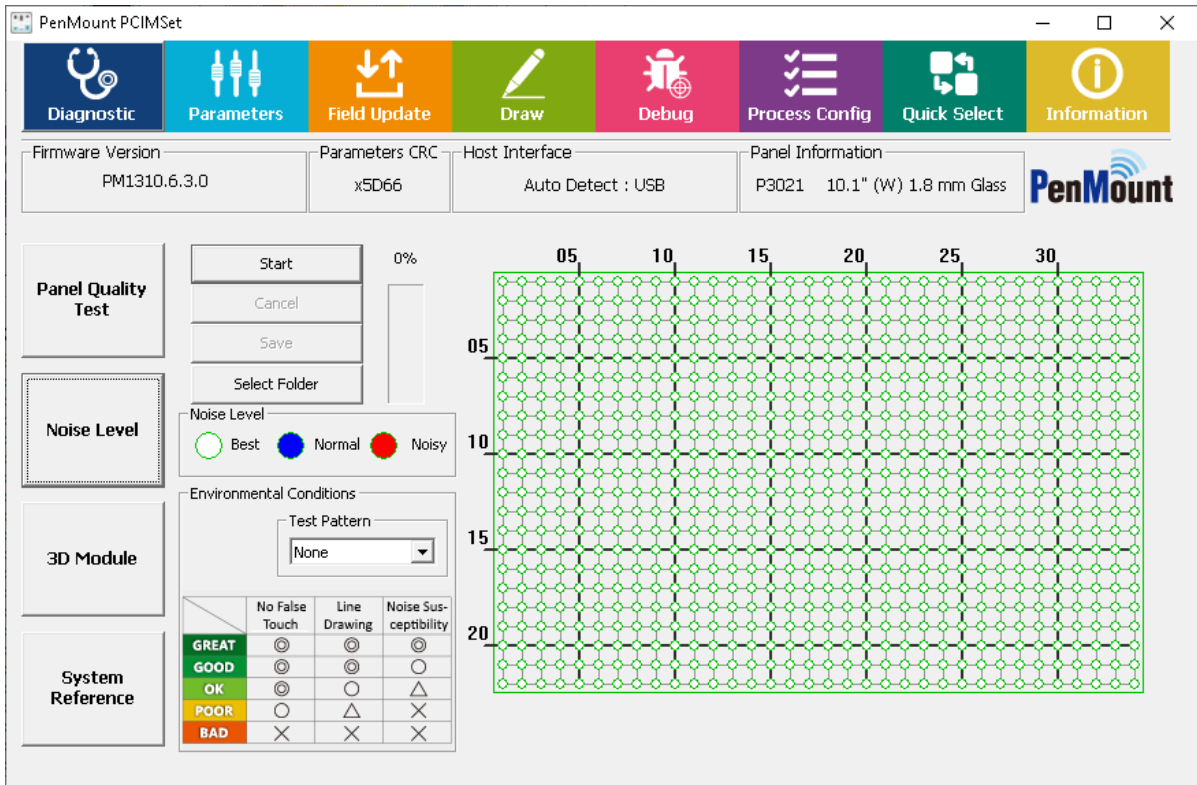 PenMount PCIMSet
Diagnostic
Parameters
Field Update
Draw
Debug
Process Config
Quick Select
Information
Firmware Version
PM1310.6.3.0
Parameters CRC
x5D66
Host Interface
Auto Detect : USB
Panel Information
P3021 10.1" (W) 1.8 mm Glass
PenMount
Panel Quality
Test
Noise Level
3D Module
System
Reference
Start
Cancel
Save
Select Folder
0%
Noise Level
Best Normal Noisy
Environmental Conditions
Test Pattern
None
No False
Touch
Line
Drawing
Noise Sus-
ceptibility
GREAT
GOOD
OK
POOR
BAD
05 10 15 20 25 30
05
10
15
20